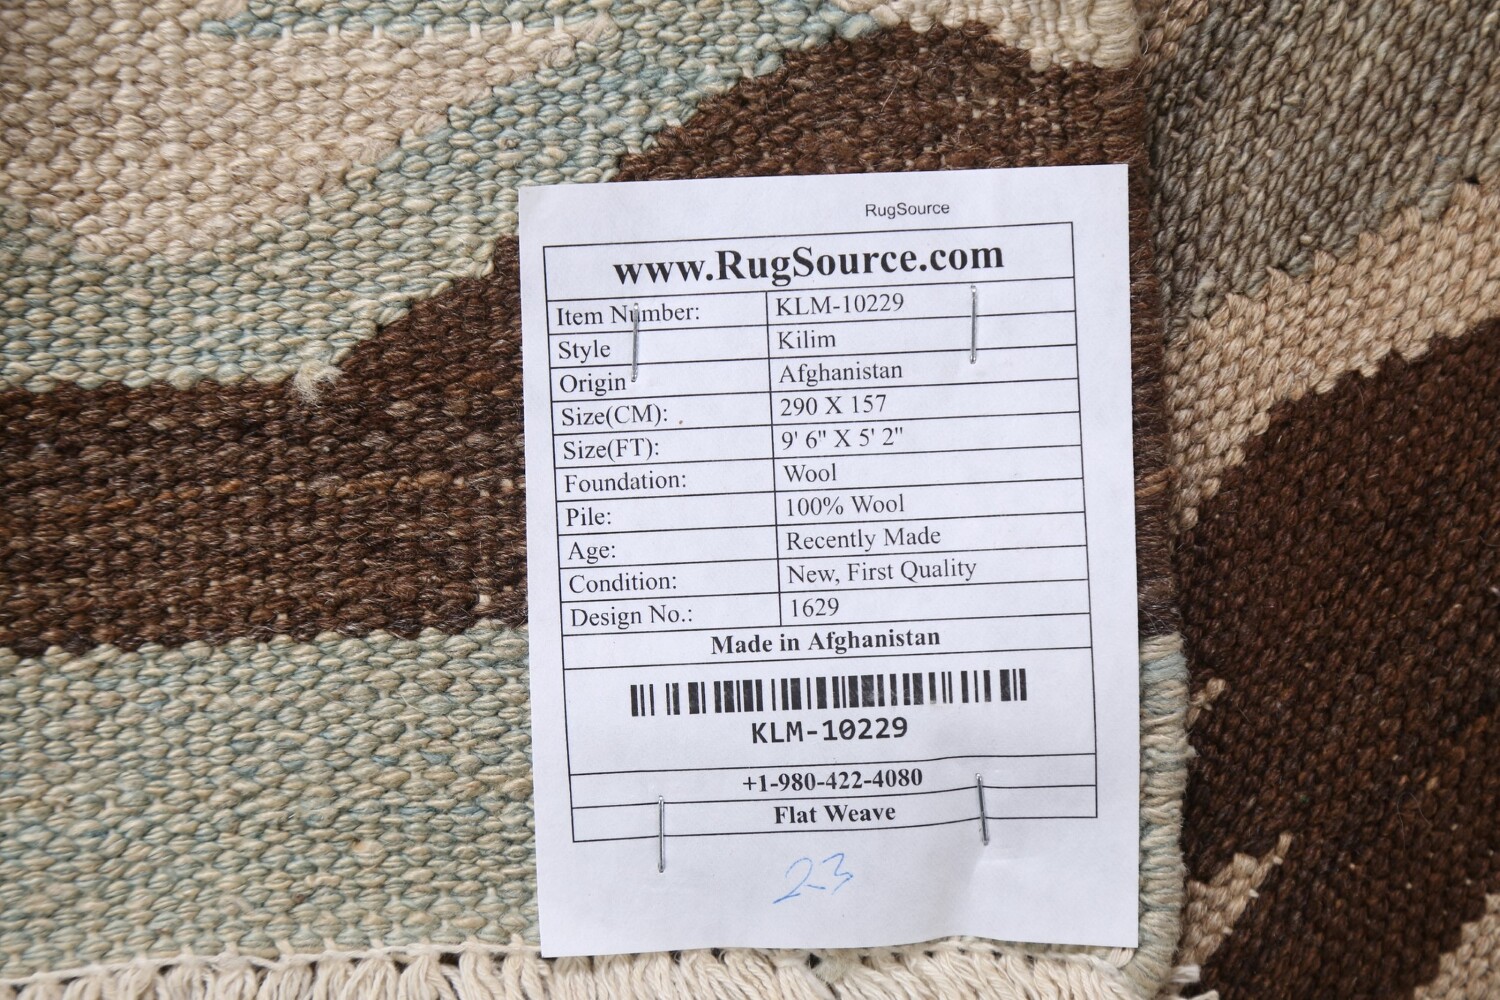 RugSource
www.RugSource.com
Item Number: KLM-10229
Style Kilim
Origin Afghanistan
Size(CM): 290 X 157
Size(FT): 9' 6" X 5' 2"
Foundation: Wool
Pile: 100% Wool
Age: Recently Made
Condition: New, First Quality
Design No.: 1629
Made in Afghanistan
KLM-10229
+1-980-422-4080
Flat Weave
2-3